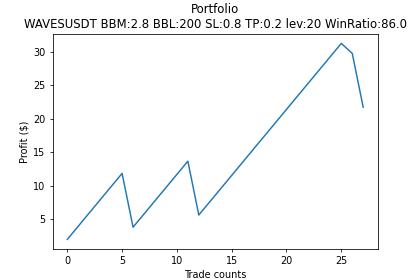 Portfolio
WAVESUSDT BBM:2.8 BBL:200 SL:0.8 TP:0.2 lev:20 WinRatio:86.0
Profit ($)
30
25
20
15
10
5
0 5 10 15 20 25
Trade counts